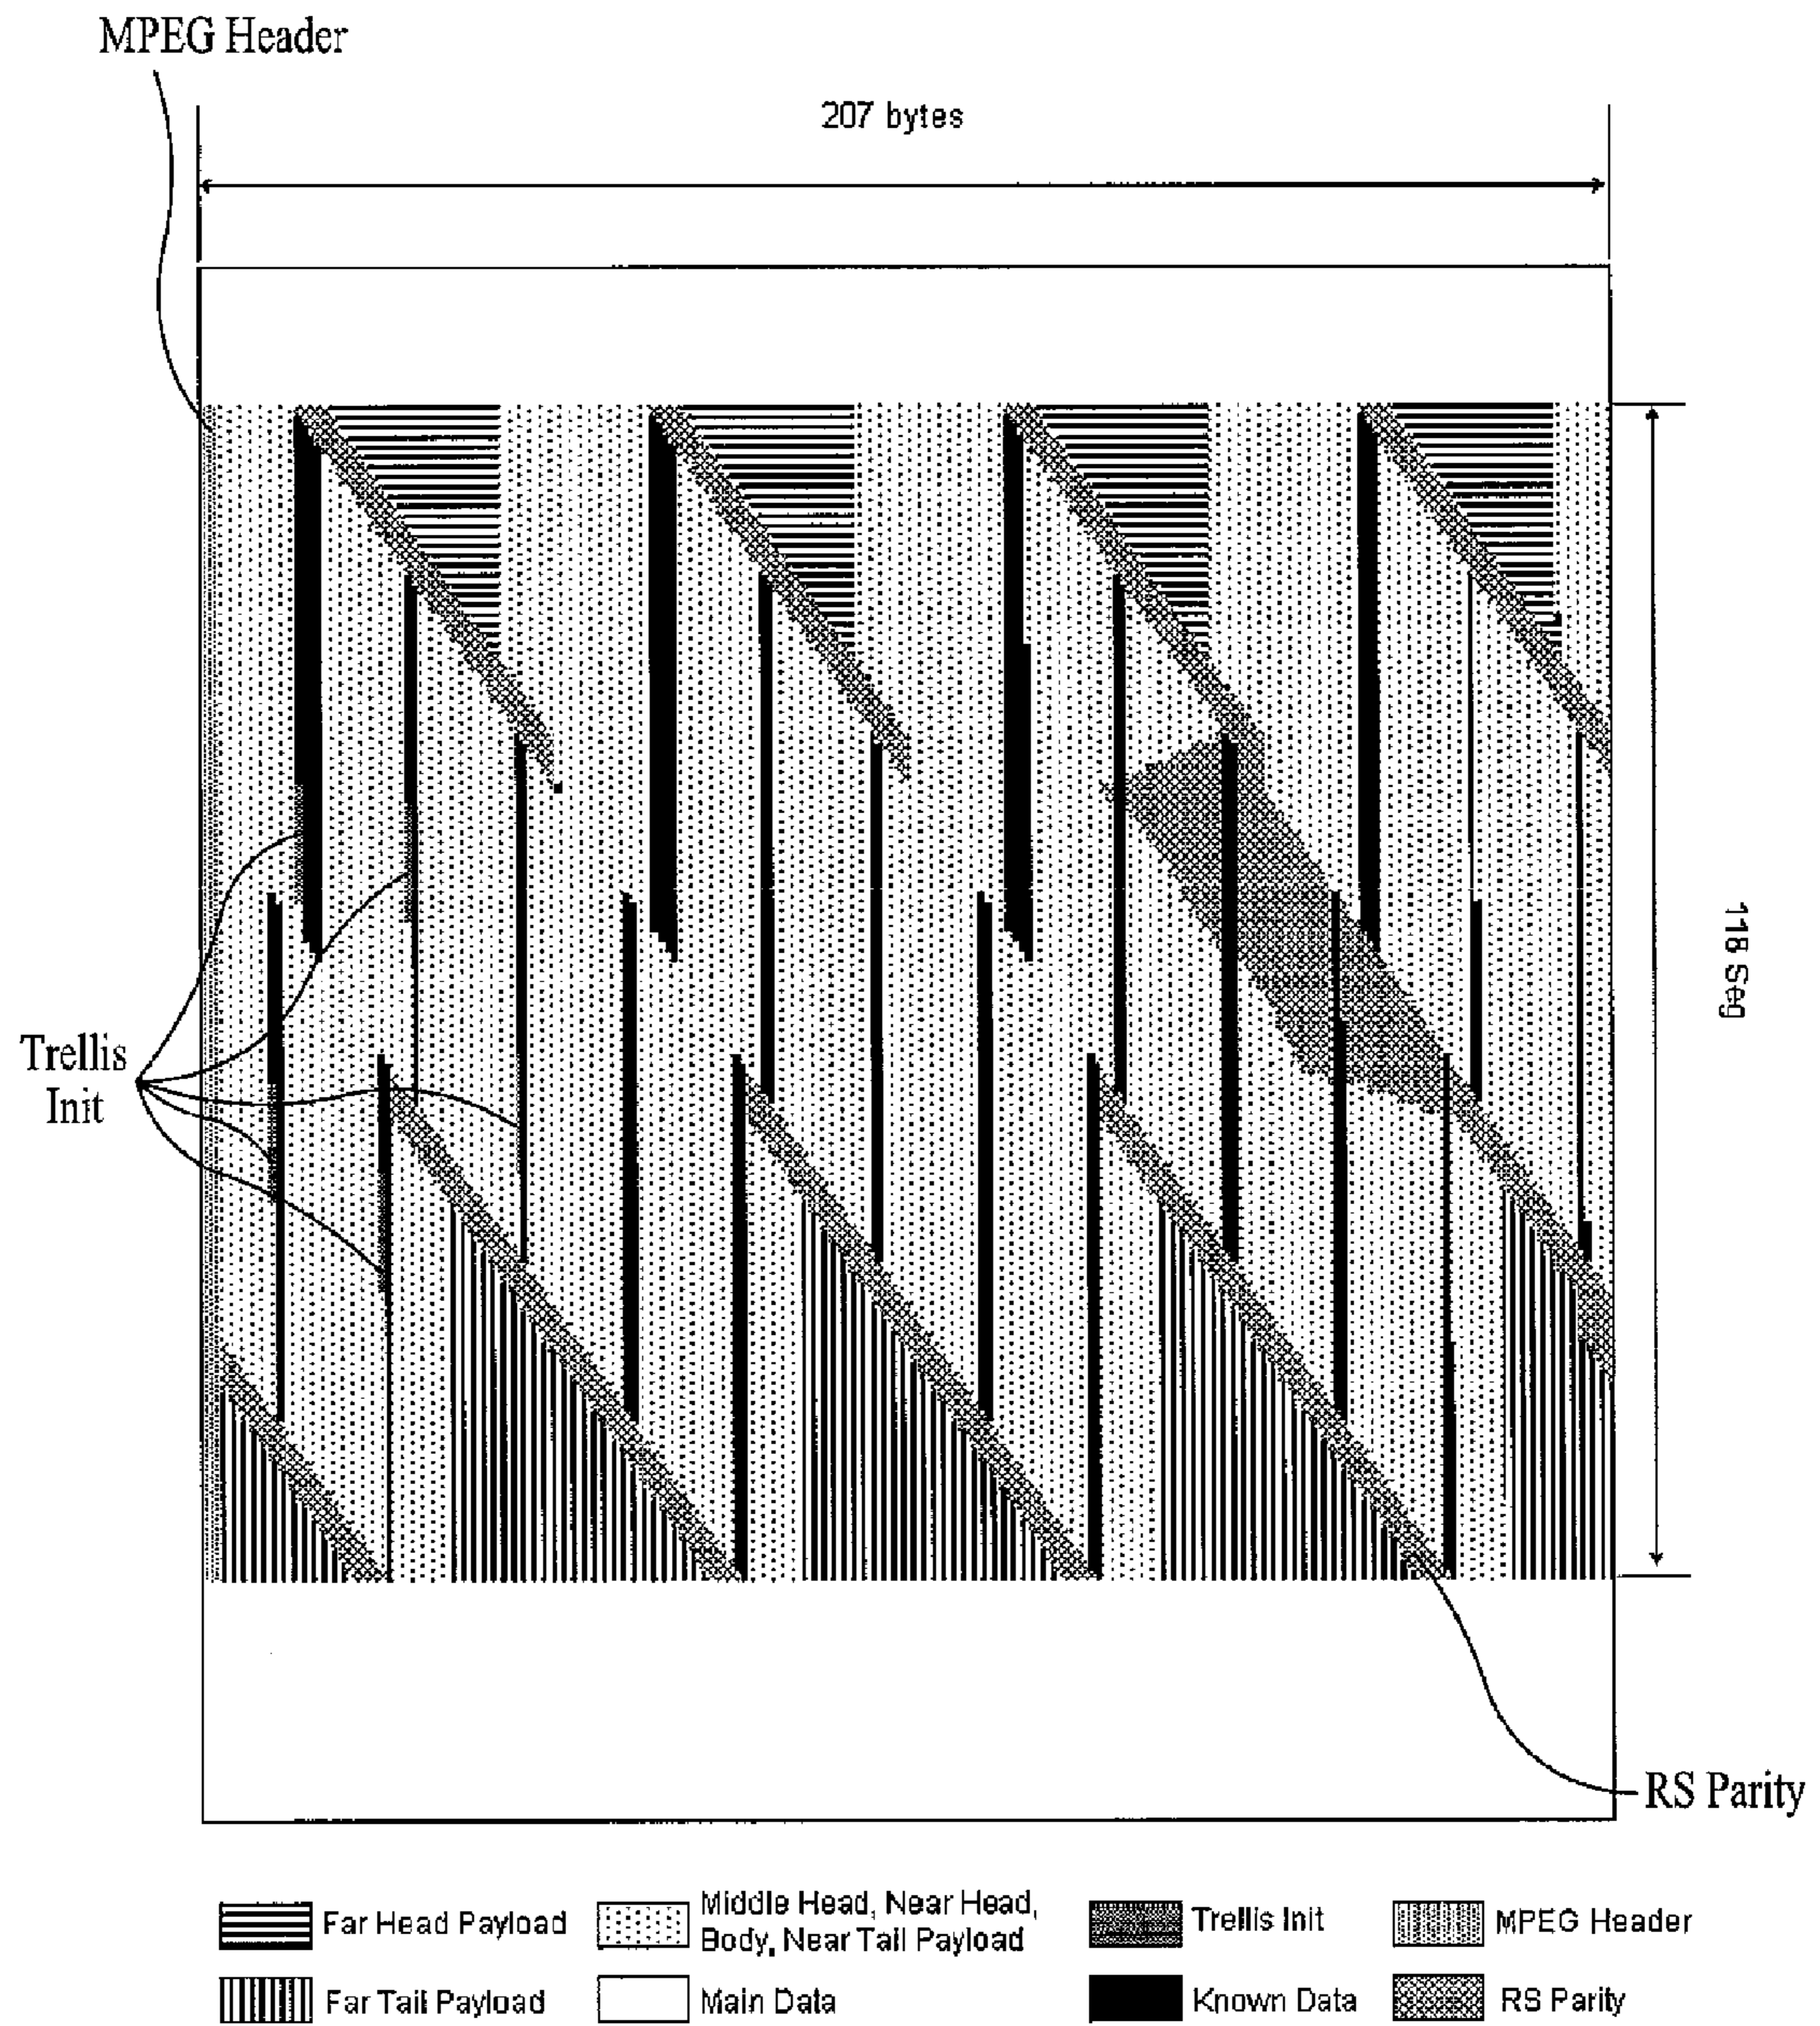 MPEG Header
207 bytes
118 Seg
Trellis
Init
RS Parity
Far Head Payload
Middle Head, Near Head,
Body, Near Tail Payload
Trellis Init
MPEG Header
Far Tail Payload
Main Data
Known Data
RS Parity